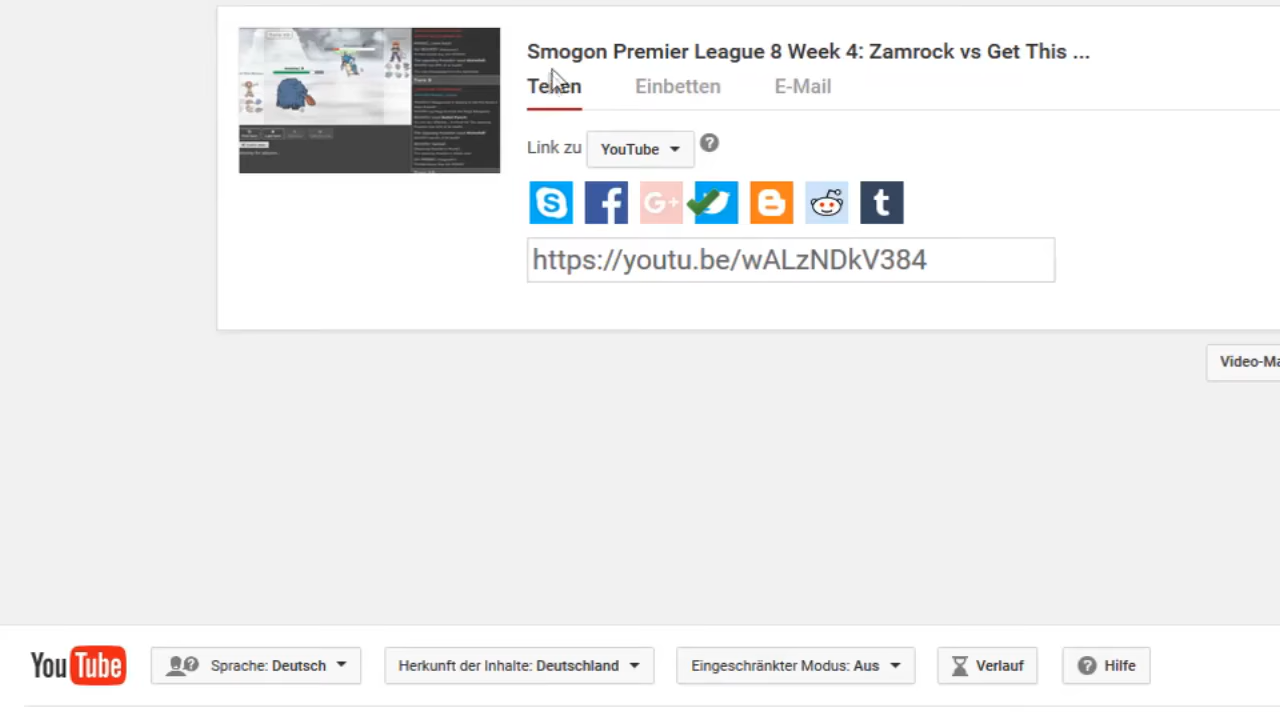 Smogon Premier League 8 Week 4: Zamrock vs Get This ...
Teilen Einbetten E-Mail
Link zu YouTube ?
S f G+ B t
https://youtu.be/wALzNDkV384
Video-Ma
YouTube Sprache: Deutsch Herkunft der Inhalte: Deutschland Eingeschränkter Modus: Aus Verlauf ? Hilfe